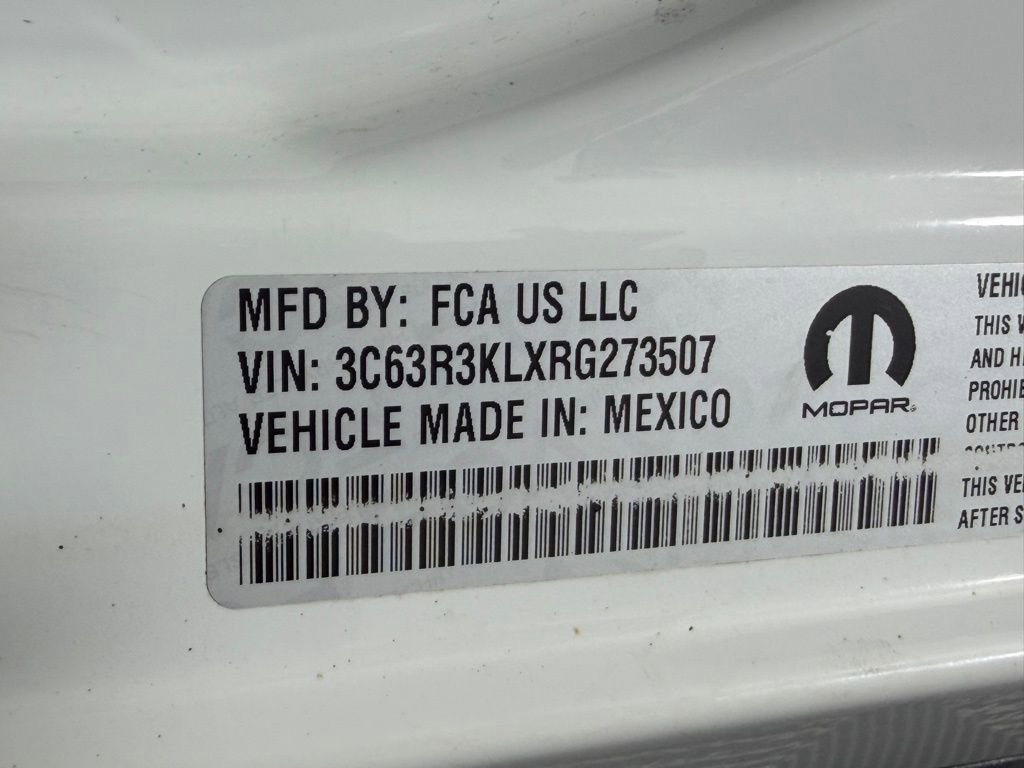 MFD BY: FCA US LLC
VIN: 3C63R3KLXRG273507
VEHICLE MADE IN: MEXICO
MOPAR
VEHI
THIS V
AND H
PROHIB
OTHER
THIS VE
AFTER S